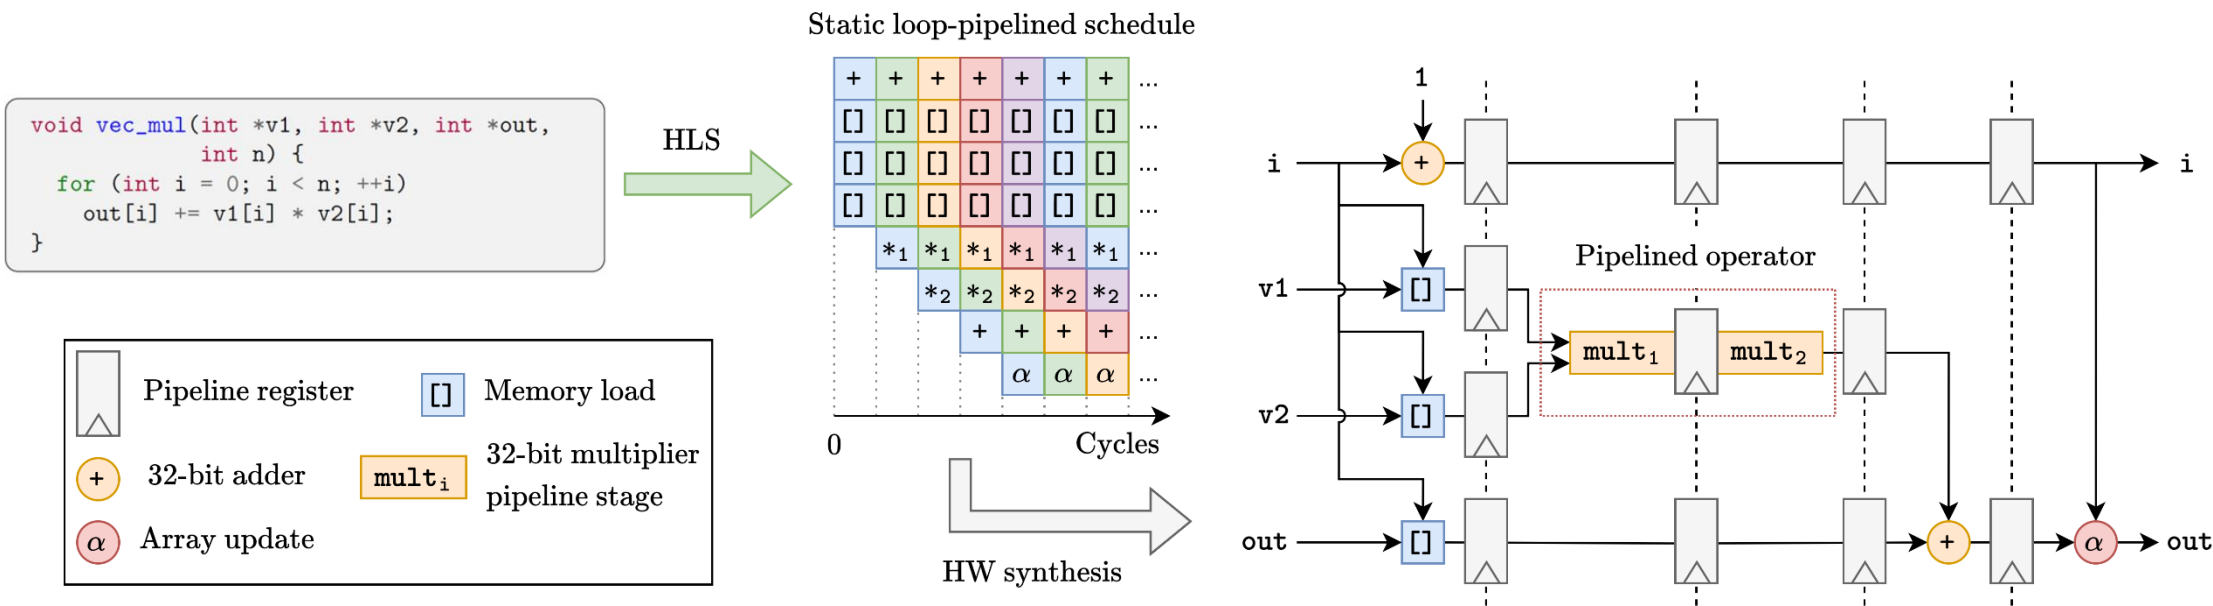 void vec_mul(int *v1, int *v2, int *out,
int n) {
for (int i = 0; i < n; ++i)
out[i] += v1[i] * v2[i];
}
HLS
Static loop-pipelined schedule
+ + + + + + + ...
[] [] [] [] [] [] [] ...
[] [] [] [] [] [] [] ...
[] [] [] [] [] [] [] ...
*₁ *₁ *₁ *₁ *₁ *₁ ...
*₂ *₂ *₂ *₂ *₂ ...
+ + + + ...
α α α ...
0
Cycles
HW synthesis
Pipeline register
[] Memory load
+ 32-bit adder
mult_i 32-bit multiplier
pipeline stage
α Array update
1
i + i
v1 []
Pipelined operator
mult₁ mult₂
v2 []
out [] + α out